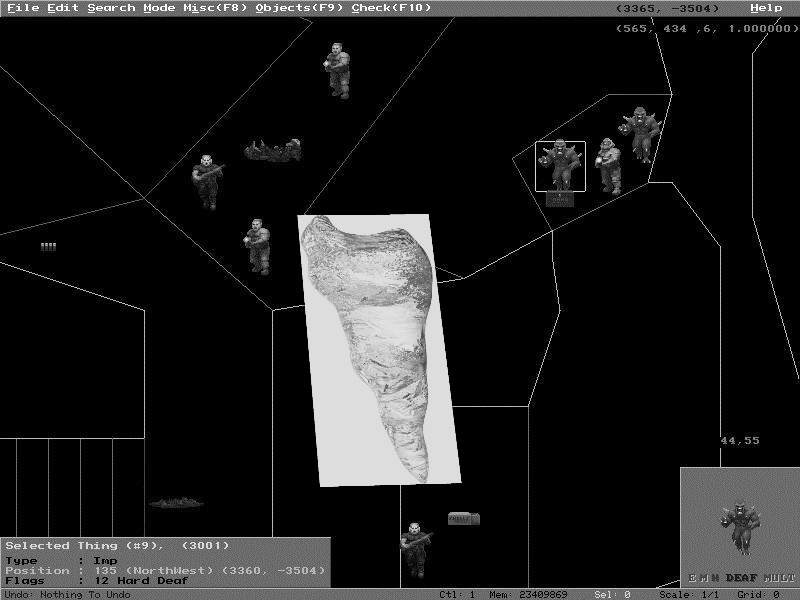 File Edit Search Mode Misc(F8) Objects(F9) Check(F10) (3365, -3504) Help
(565, 434 ,6, 1.000000)
44,55
Selected Thing (#9), (3001)
Type : Imp
Position : 135 (NorthWest) (3360, -3504)
Flags : 12 Hard Deaf
E M H DEAF MULT
Undo: Nothing To Undo Ctl: 1 Mem: 23409869 Sel: 0 Scale: 1/1 Grid: 0